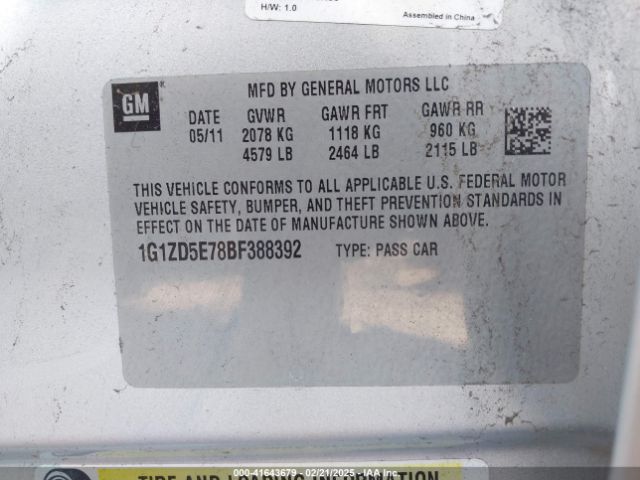 H/W: 1.0
Assembled in China
GM
MFD BY GENERAL MOTORS LLC
DATE GVWR GAWR FRT GAWR RR
05/11 2078 KG 1118 KG 960 KG
4579 LB 2464 LB 2115 LB
THIS VEHICLE CONFORMS TO ALL APPLICABLE U.S. FEDERAL MOTOR
VEHICLE SAFETY, BUMPER, AND THEFT PREVENTION STANDARDS IN
EFFECT ON THE DATE OF MANUFACTURE SHOWN ABOVE.
1G1ZD5E78BF388392 TYPE: PASS CAR
000-41643679 - 02/21/2025 - IAAI.COM
TIRE AND LOADING INFORMATION